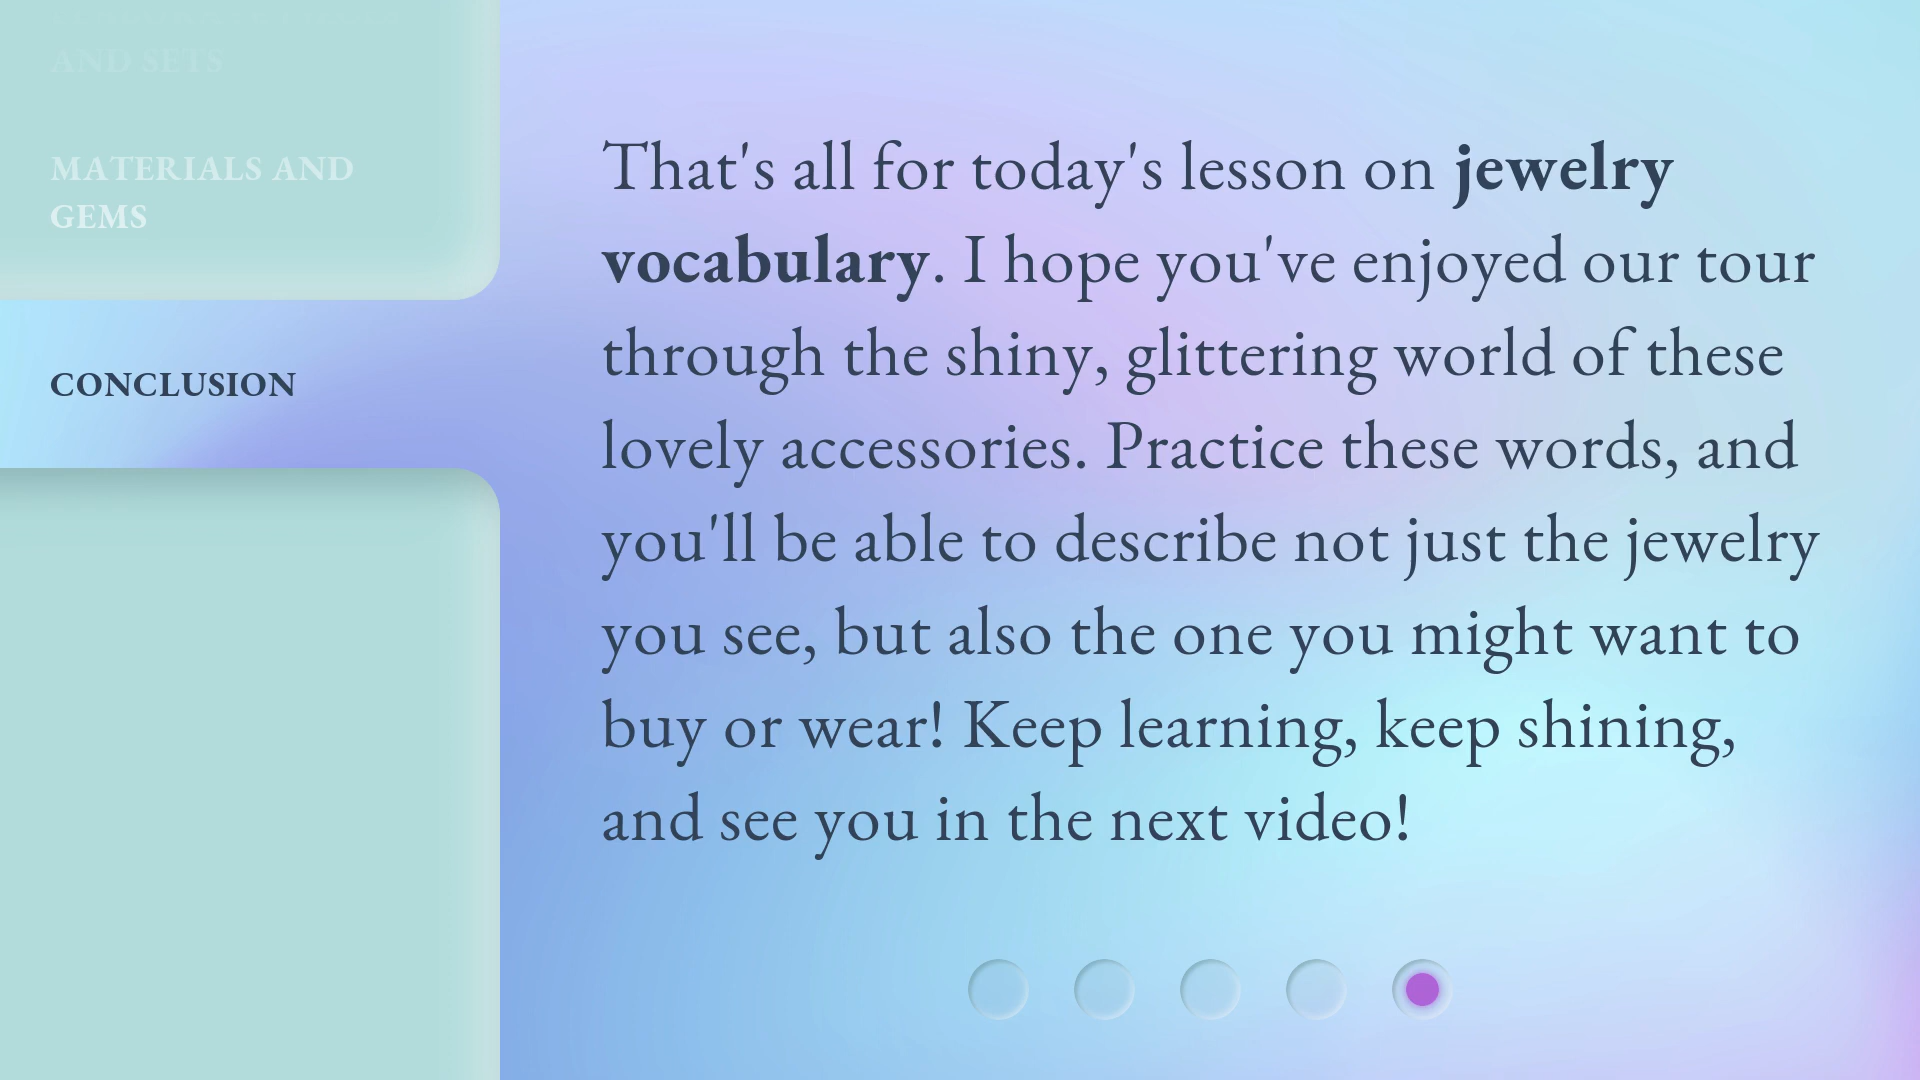 AND SETS
MATERIALS AND
GEMS
CONCLUSION
That's all for today's lesson on jewelry
vocabulary. I hope you've enjoyed our tour
through the shiny, glittering world of these
lovely accessories. Practice these words, and
you'll be able to describe not just the jewelry
you see, but also the one you might want to
buy or wear! Keep learning, keep shining,
and see you in the next video!